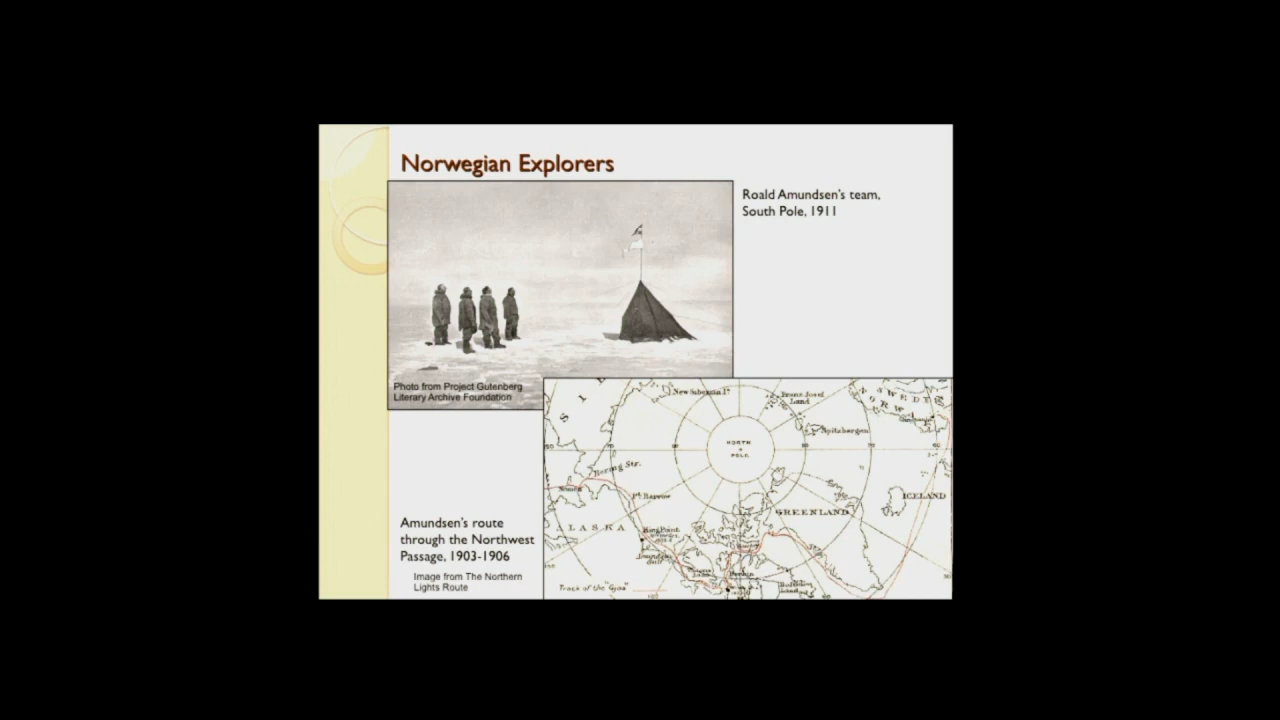 Norwegian Explorers
Roald Amundsen's team,
South Pole, 1911
Photo from Project Gutenberg
Literary Archive Foundation
Amundsen's route
through the Northwest
Passage, 1903-1906
Image from The Northern
Lights Route
New Siberian Is
Franz Josef
Land
Spitzbergen
NORTH
POLE
Bering Str.
Pt. Barrow
ICELAND
GREENLAND
ALASKA
King Point
Track of the "Gjoa"